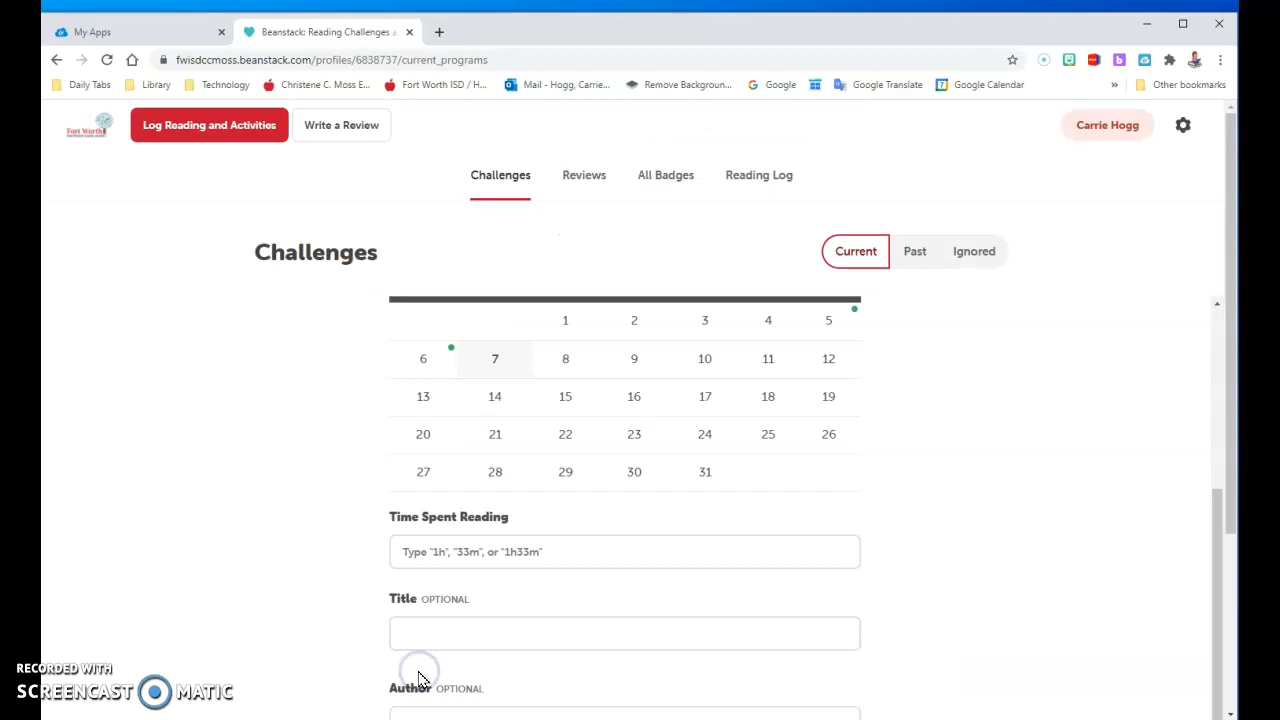 My Apps
Beanstack: Reading Challenges a
fwisdccmoss.beanstack.com/profiles/6838737/current_programs
Daily Tabs
Library
Technology
Christene C. Moss E...
Fort Worth ISD / H...
Mail - Hogg, Carrie...
Remove Backgroun...
Google
Google Translate
Google Calendar
Other bookmarks
Fort Worth
Log Reading and Activities
Write a Review
Carrie Hogg
Challenges
Reviews
All Badges
Reading Log
Challenges
Current
Past
Ignored
1 2 3 4 5
6 7 8 9 10 11 12
13 14 15 16 17 18 19
20 21 22 23 24 25 26
27 28 29 30 31
Time Spent Reading
Type "1h", "33m", or "1h33m"
Title OPTIONAL
Author OPTIONAL
RECORDED WITH
SCREENCAST MATIC